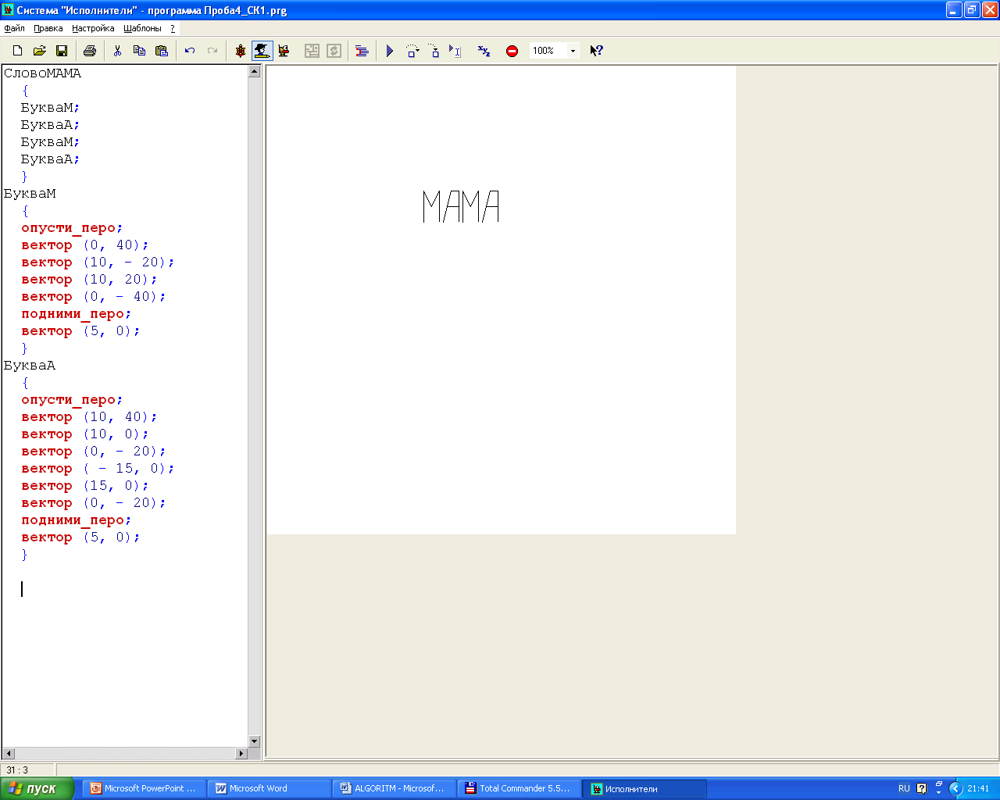 Система "Исполнители" - программа Проба4_СК1.prg
Файл Правка Настройка Шаблоны ?
100%
СловоМАМА
{
БукваМ;
БукваА;
БукваМ;
БукваА;
}
БукваМ
{
опусти_перо;
вектор (0, 40);
вектор (10, - 20);
вектор (10, 20);
вектор (0, - 40);
подними_перо;
вектор (5, 0);
}
БукваА
{
опусти_перо;
вектор (10, 40);
вектор (10, 0);
вектор (0, - 20);
вектор ( - 15, 0);
вектор (15, 0);
вектор (0, - 20);
подними_перо;
вектор (5, 0);
}
МАМА
31 : 3
пуск Microsoft PowerPoint ... Microsoft Word ALGORITM - Microsof... Total Commander 5.5... Исполнители RU 21:41